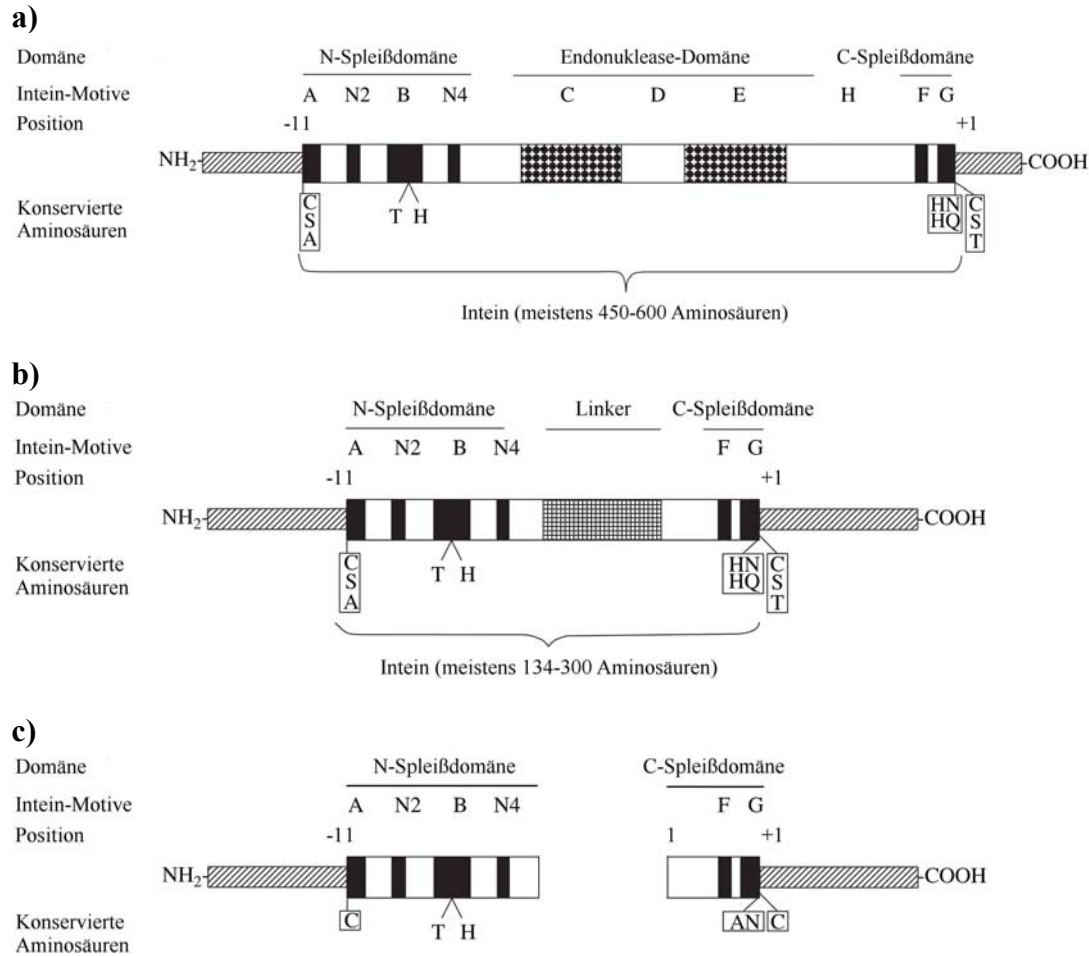 a)
Domäne N-Spleißdomäne Endonuklease-Domäne C-Spleißdomäne
Intein-Motive A N2 B N4 C D E H F G
Position -11 +1
NH2- -COOH
Konservierte Aminosäuren C S A T H HN HQ C S T
Intein (meistens 450-600 Aminosäuren)
b)
Domäne N-Spleißdomäne Linker C-Spleißdomäne
Intein-Motive A N2 B N4 F G
Position -11 +1
NH2- -COOH
Konservierte Aminosäuren C S A T H HN HQ C S T
Intein (meistens 134-300 Aminosäuren)
c)
Domäne N-Spleißdomäne C-Spleißdomäne
Intein-Motive A N2 B N4 F G
Position -11 1 +1
NH2- -COOH
Konservierte Aminosäuren C T H AN C